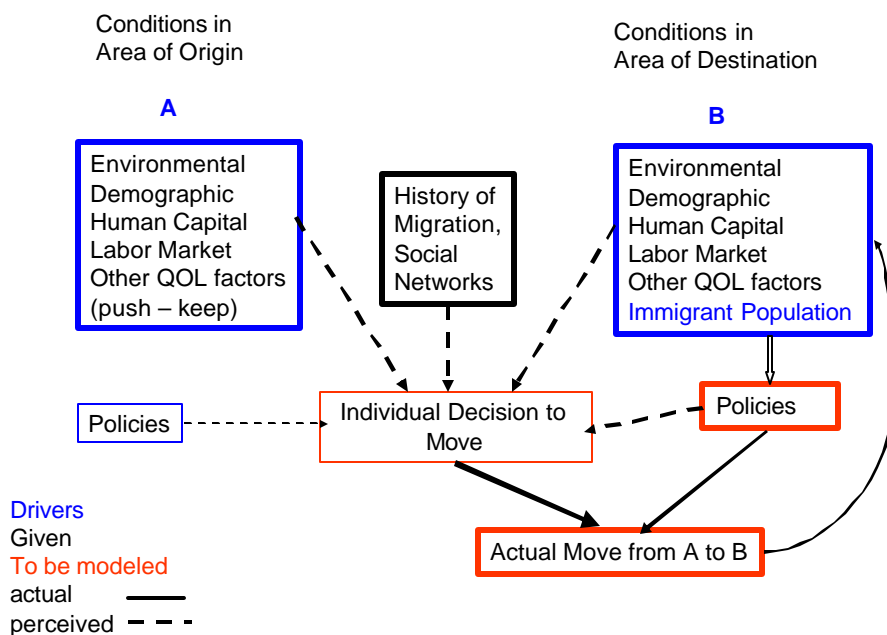 Conditions in
Area of Origin
Conditions in
Area of Destination
A
B
Environmental
Demographic
Human Capital
Labor Market
Other QOL factors
(push – keep)
History of
Migration,
Social
Networks
Environmental
Demographic
Human Capital
Labor Market
Other QOL factors
Immigrant Population
Policies
Individual Decision to
Move
Policies
Actual Move from A to B
Drivers
Given
To be modeled
actual
perceived